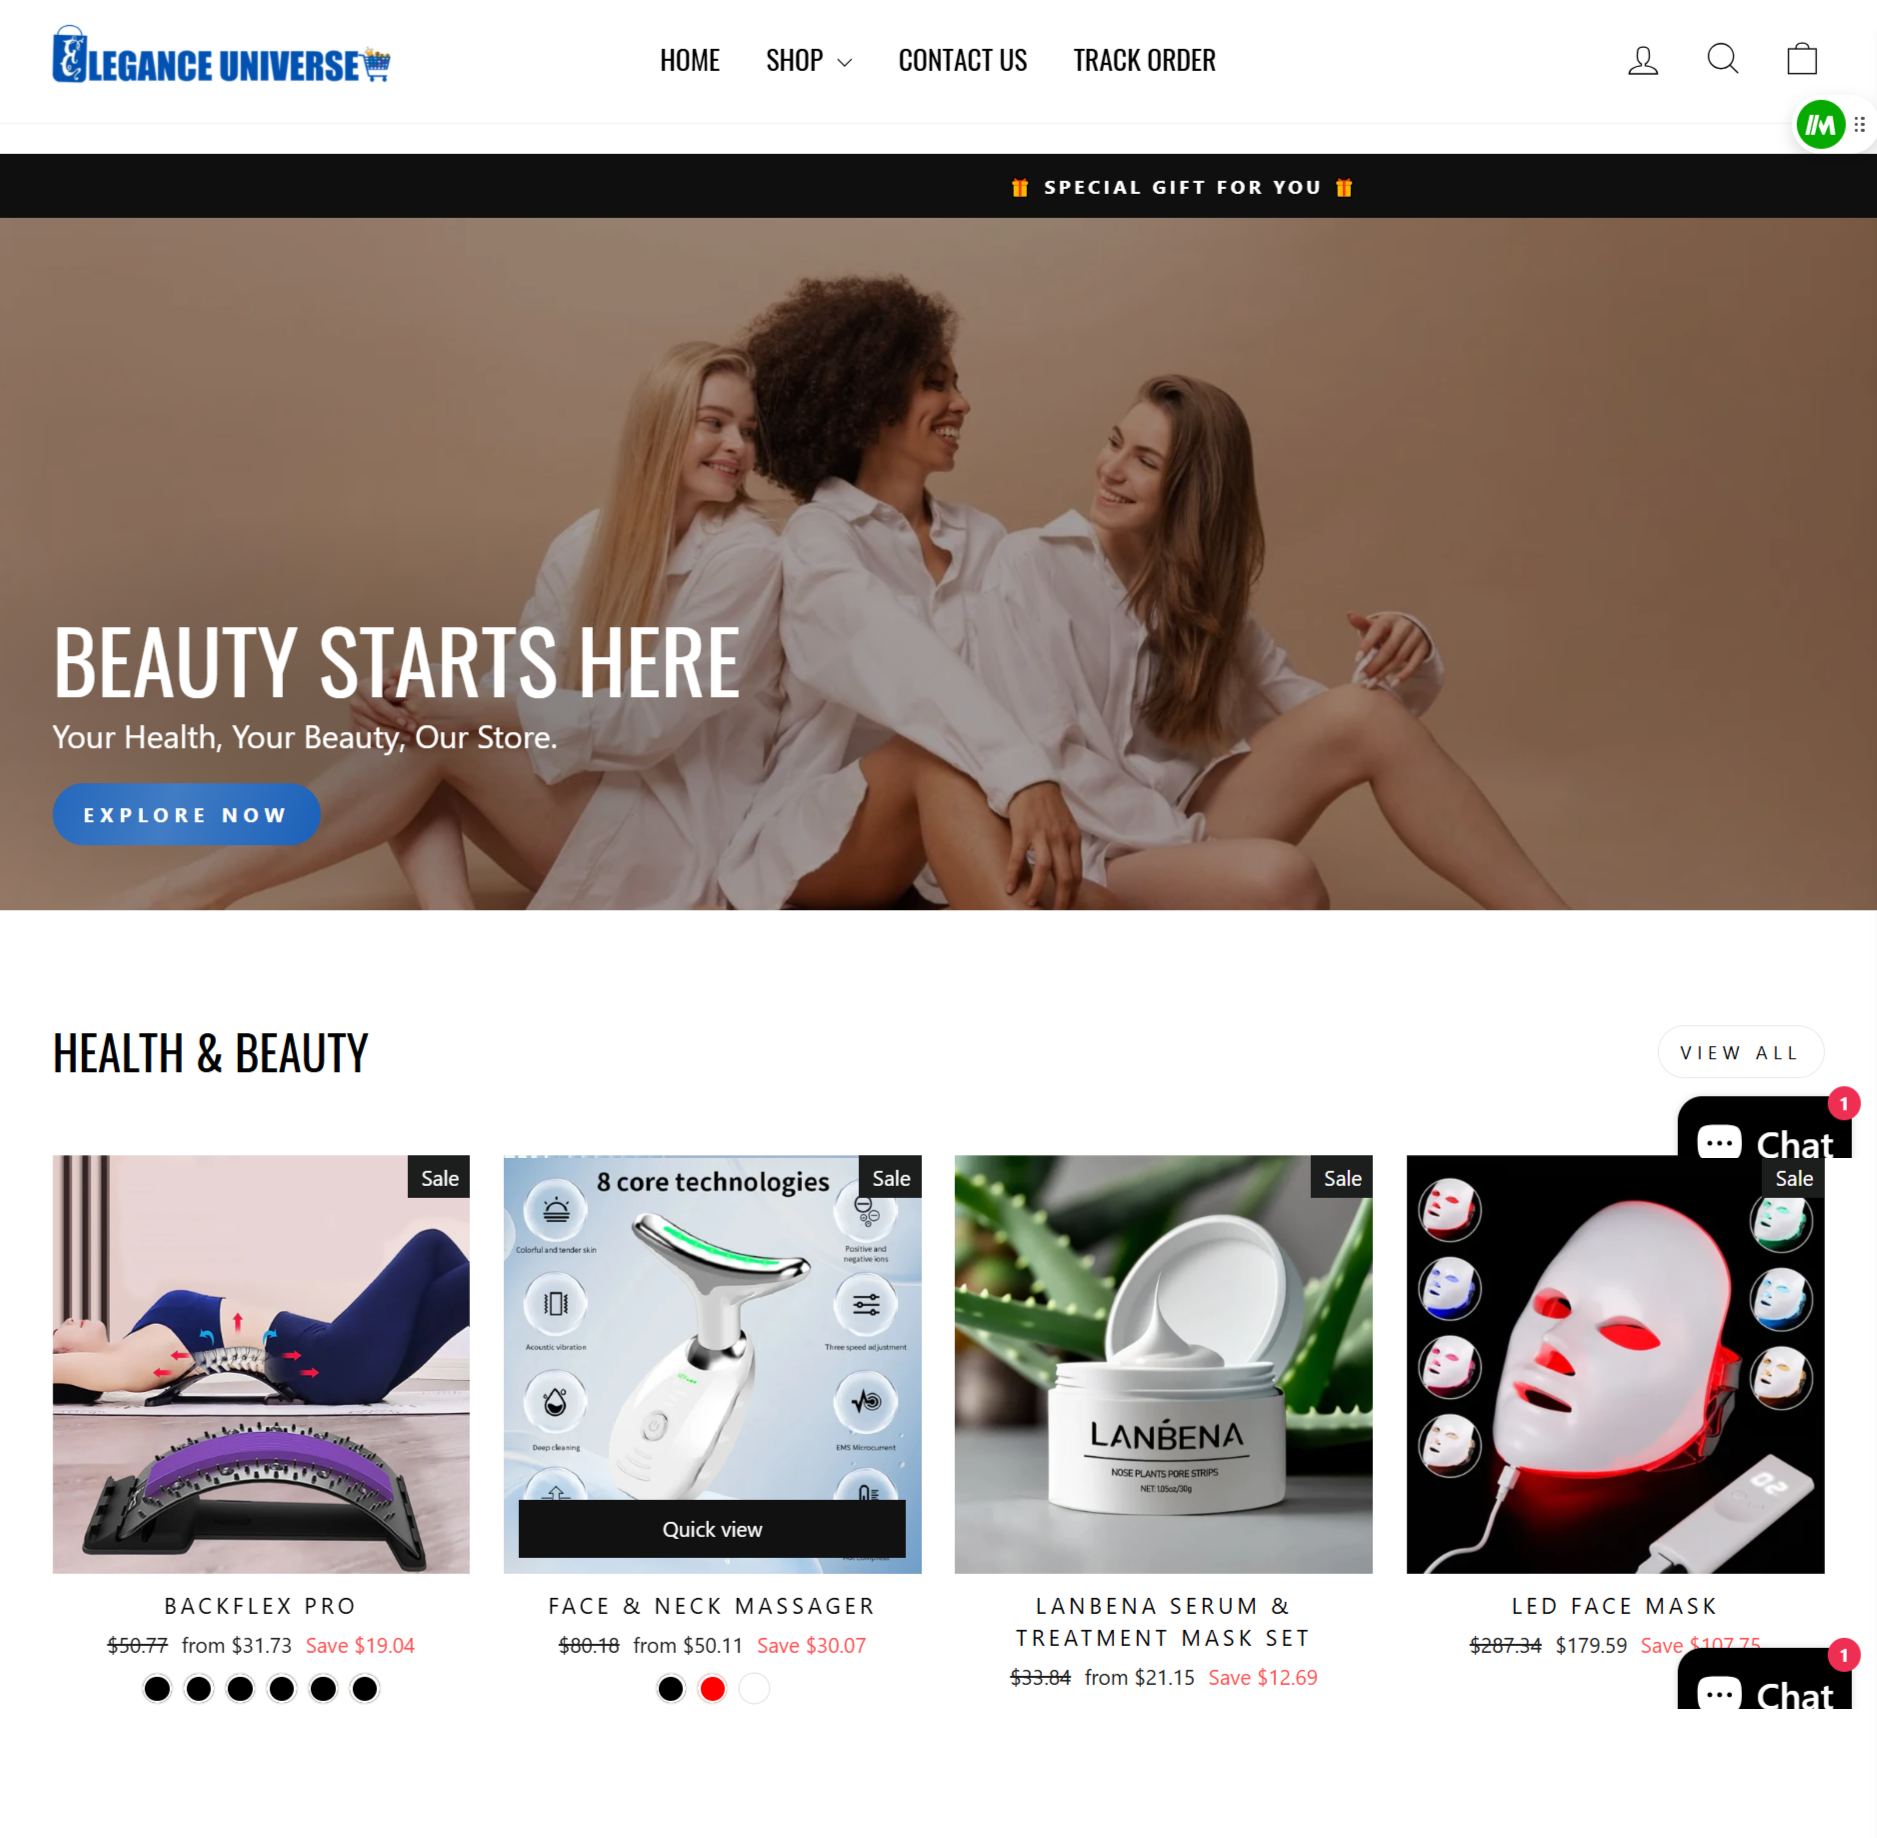 ELEGANCE UNIVERSE
HOME SHOP CONTACT US TRACK ORDER
🎁 SPECIAL GIFT FOR YOU 🎁
BEAUTY STARTS HERE
Your Health, Your Beauty, Our Store.
EXPLORE NOW
HEALTH & BEAUTY
VIEW ALL
1
Chat
Sale
8 core technologies
Sale
Colorful and tender skin
Positive and
negative ions
Acoustic vibration
Three speed adjustment
Deep cleaning
EMS Microcurrent
Quick view
Sale
LANBENA
NOSE PLANTS PORE STRIPS
NET: 1.05oz/30g
Sale
02
BACKFLEX PRO
$50.77 from $31.73 Save $19.04
FACE & NECK MASSAGER
$80.18 from $50.11 Save $30.07
LANBENA SERUM &
TREATMENT MASK SET
$33.84 from $21.15 Save $12.69
LED FACE MASK
$287.34 $179.59 Save $107.75
1
Chat